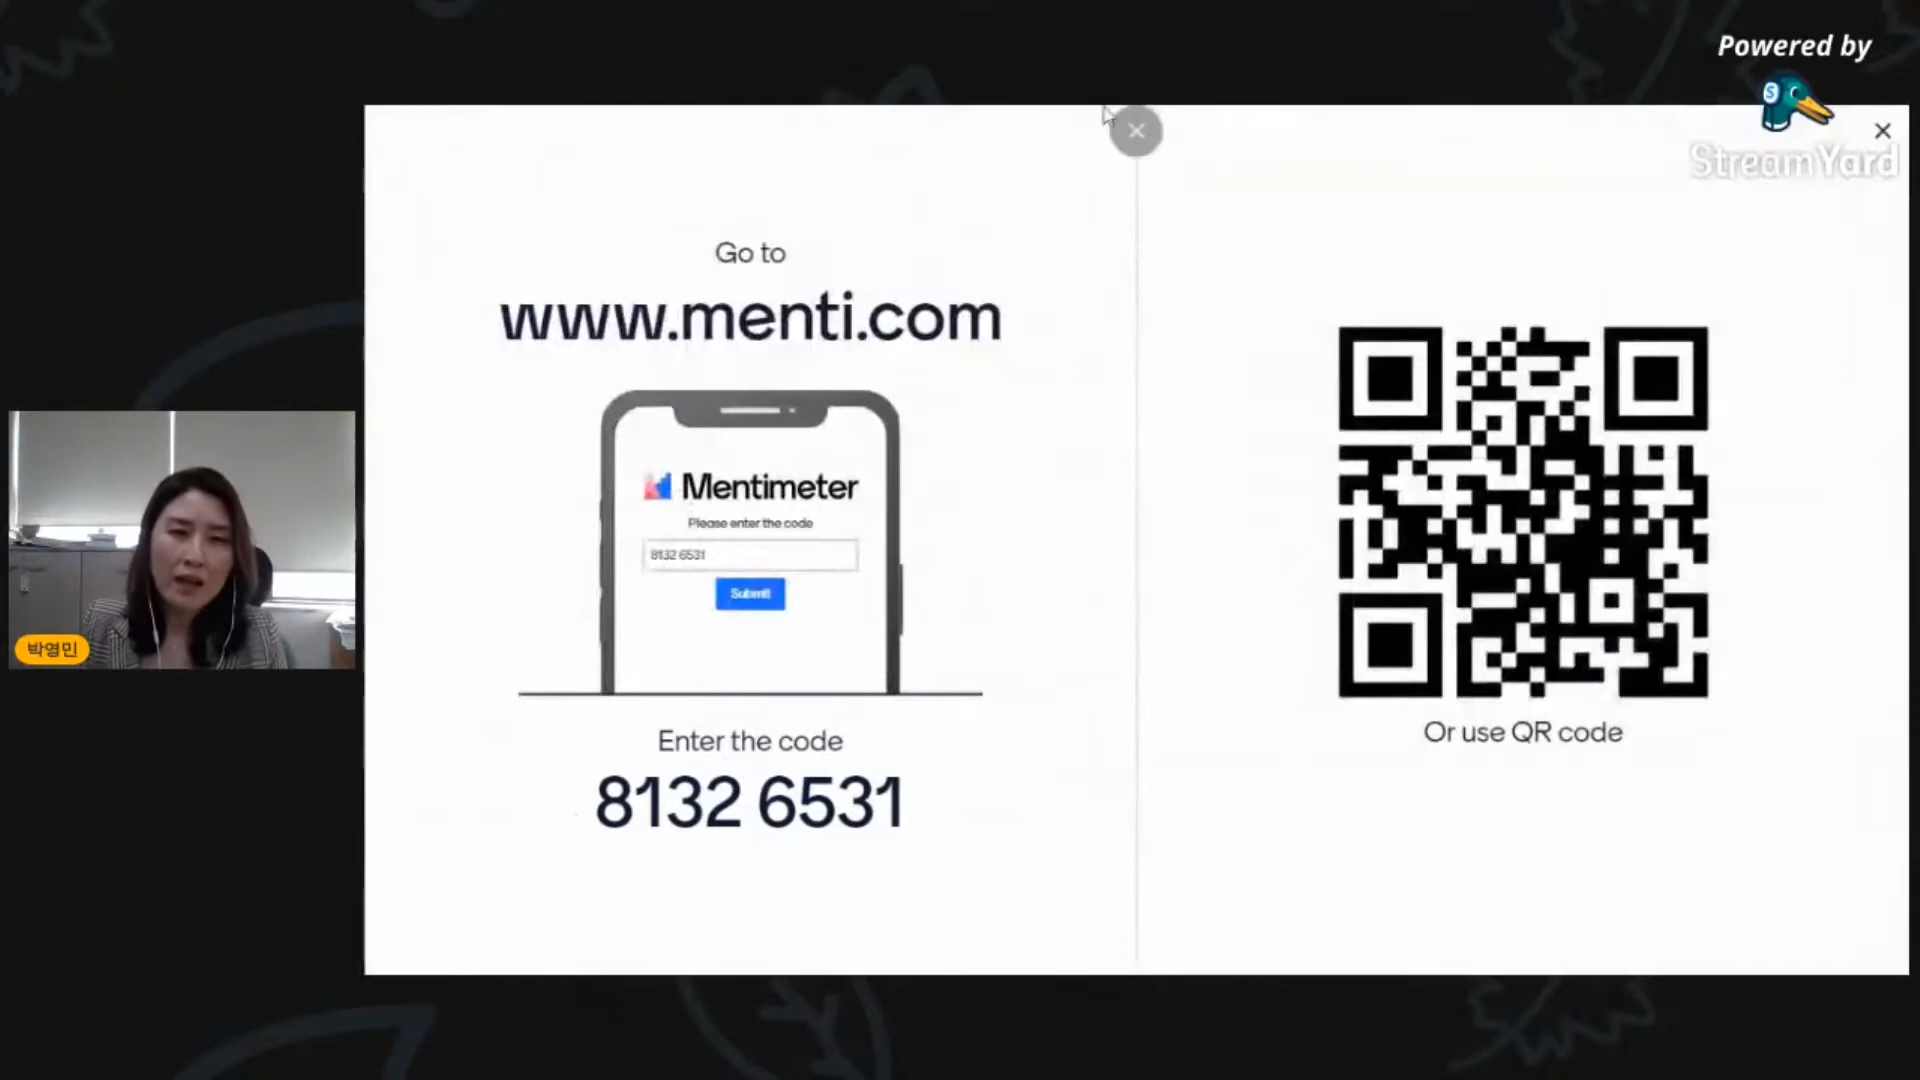 Powered by
StreamYard
Go to
www.menti.com
Mentimeter
Please enter the code
8132 6531
Submit
Enter the code
8132 6531
Or use QR code
박영민